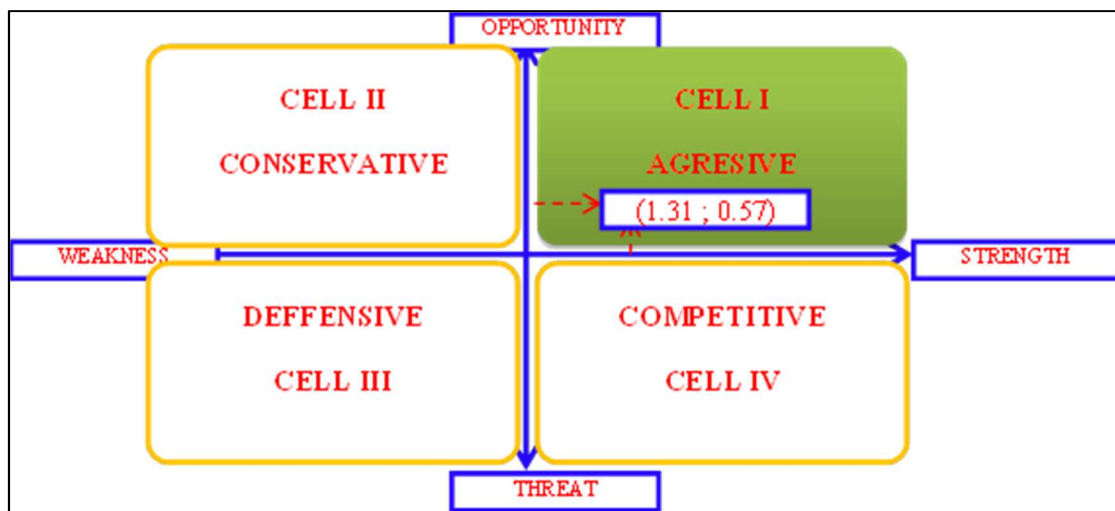 OPPORTUNITY
CELL II
CONSERVATIVE
CELL I
AGRESIVE
(1.31 ; 0.57)
WEAKNESS
STRENGTH
DEFFENSIVE
CELL III
COMPETITIVE
CELL IV
THREAT